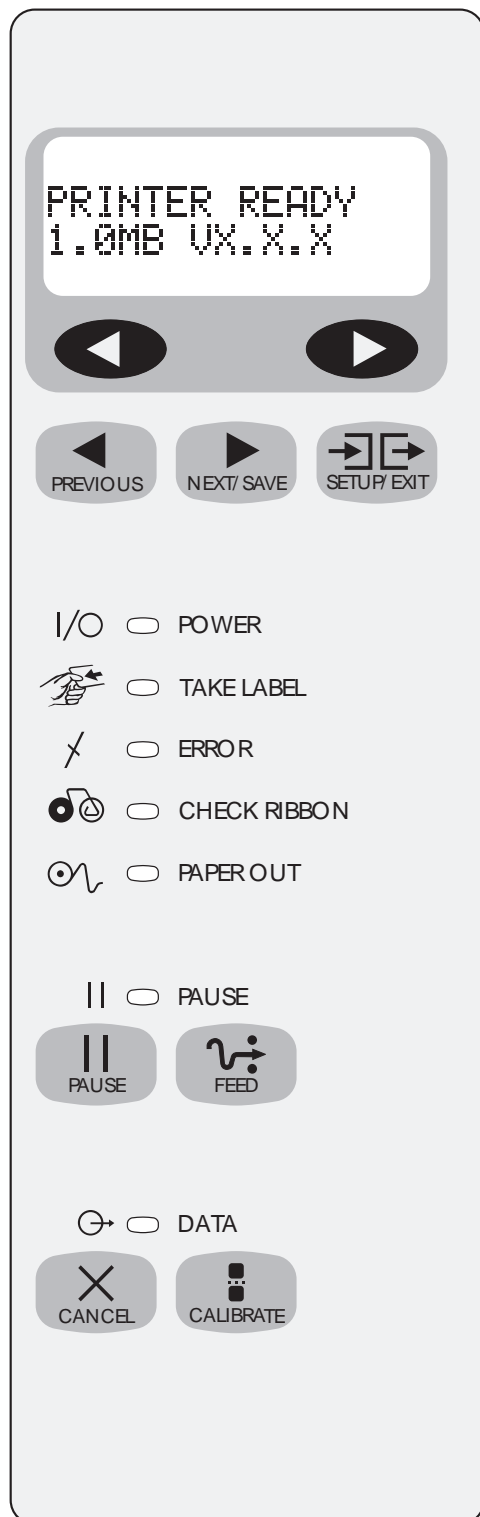 PRINTER READY
1.0MB VX.X.X
PREVIOUS NEXT/SAVE SETUP/EXIT
POWER
TAKE LABEL
ERROR
CHECK RIBBON
PAPER OUT
PAUSE
PAUSE FEED
DATA
CANCEL CALIBRATE